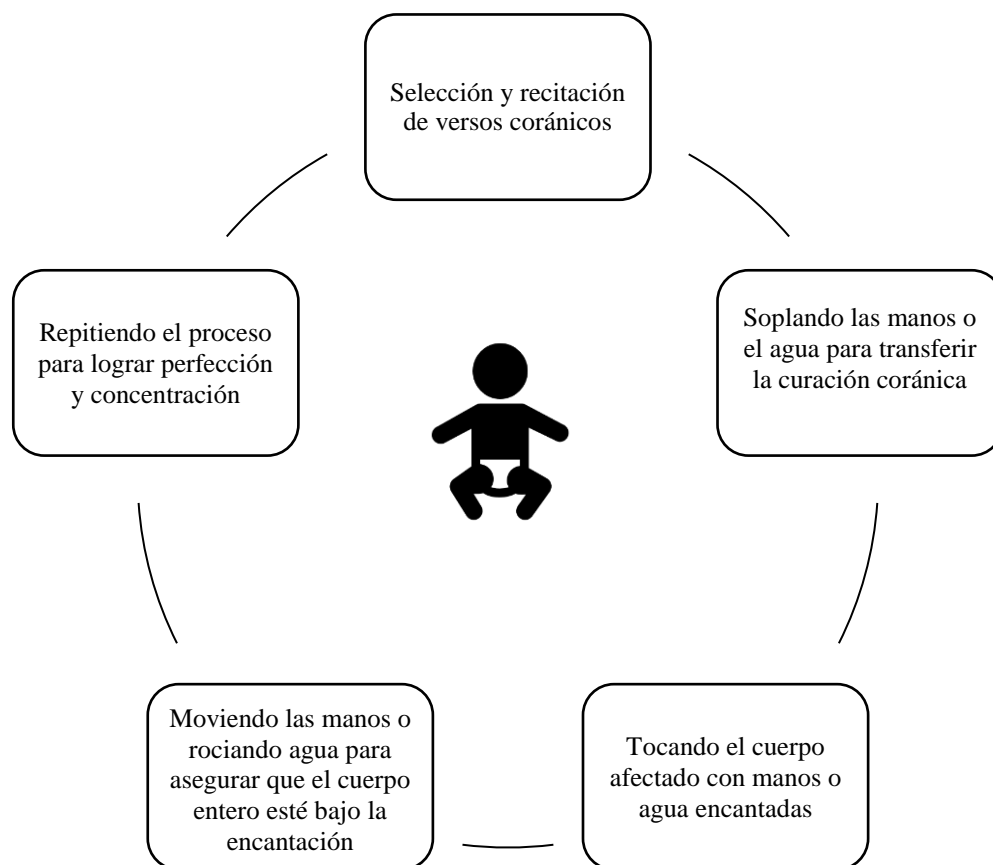 Selección y recitación
de versos coránicos
Soplando las manos o
el agua para transferir
la curación coránica
Tocando el cuerpo
afectado con manos o
agua encantadas
Moviendo las manos o
rociando agua para
asegurar que el cuerpo
entero esté bajo la
encantación
Repitiendo el proceso
para lograr perfección
y concentración